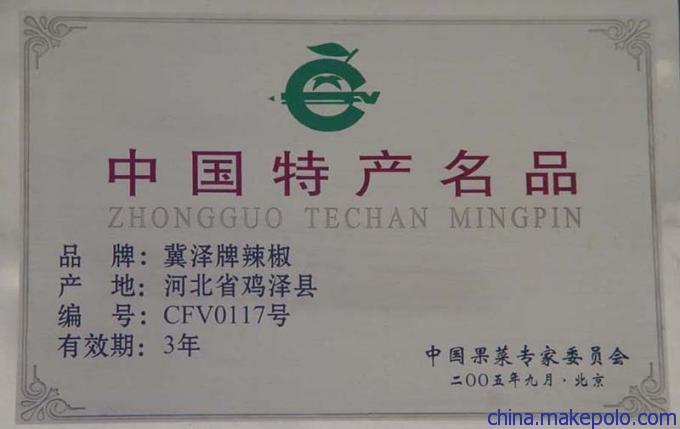 中国特产名品
ZHONGGUO TECHAN MINGPIN
品 牌：冀泽牌辣椒
产 地：河北省鸡泽县
编 号：CFV0117号
有效期：3年
中国果菜专家委员会
二〇〇五年九月·北京
china.makepolo.com